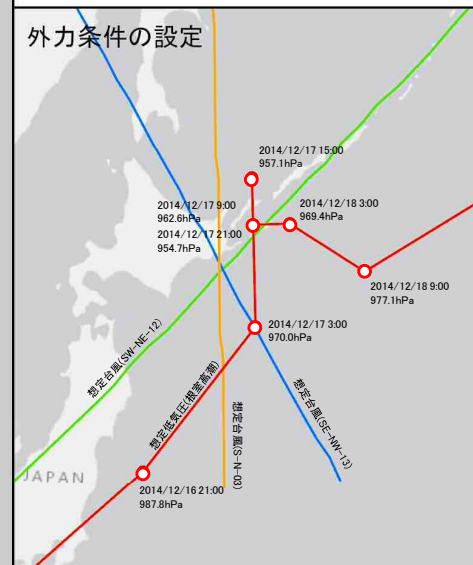 外力条件の設定
2014/12/17 15:00
957.1hPa
2014/12/17 9:00
962.6hPa
2014/12/17 21:00
954.7hPa
2014/12/18 3:00
969.4hPa
2014/12/18 9:00
977.1hPa
2014/12/17 3:00
970.0hPa
想定台風(SW-NE-12)
想定低気圧(根室高潮)
想定台風(S-N-03)
想定台風(SE-NW-13)
JAPAN
2014/12/16 21:00
987.8hPa